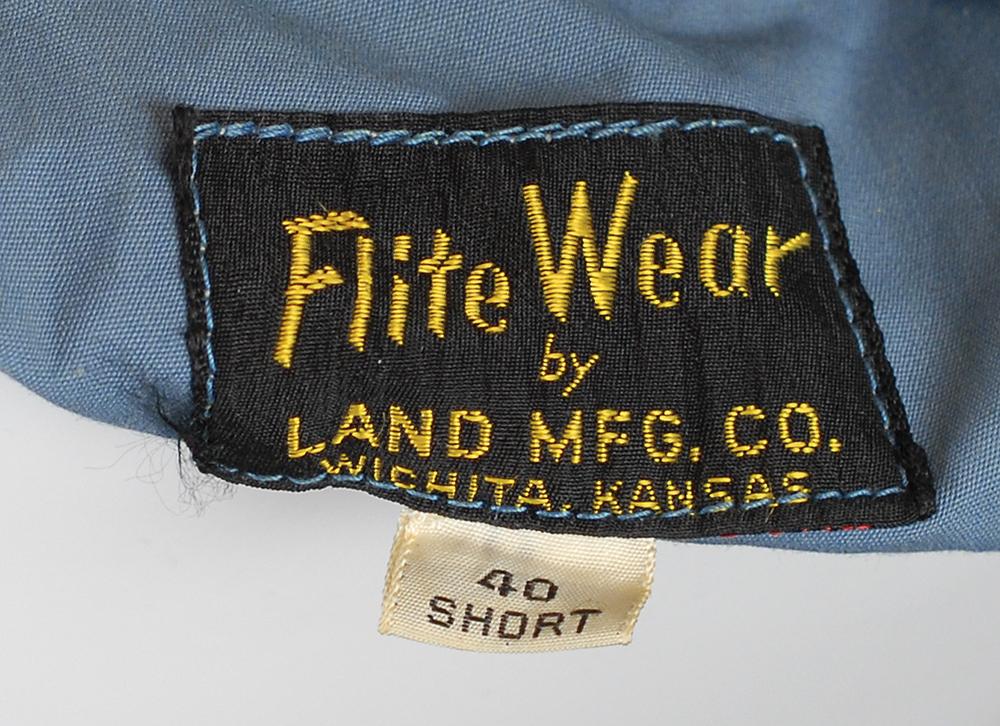 Flite Wear
by
LAND MFG. CO.
WICHITA, KANSAS
40
SHORT